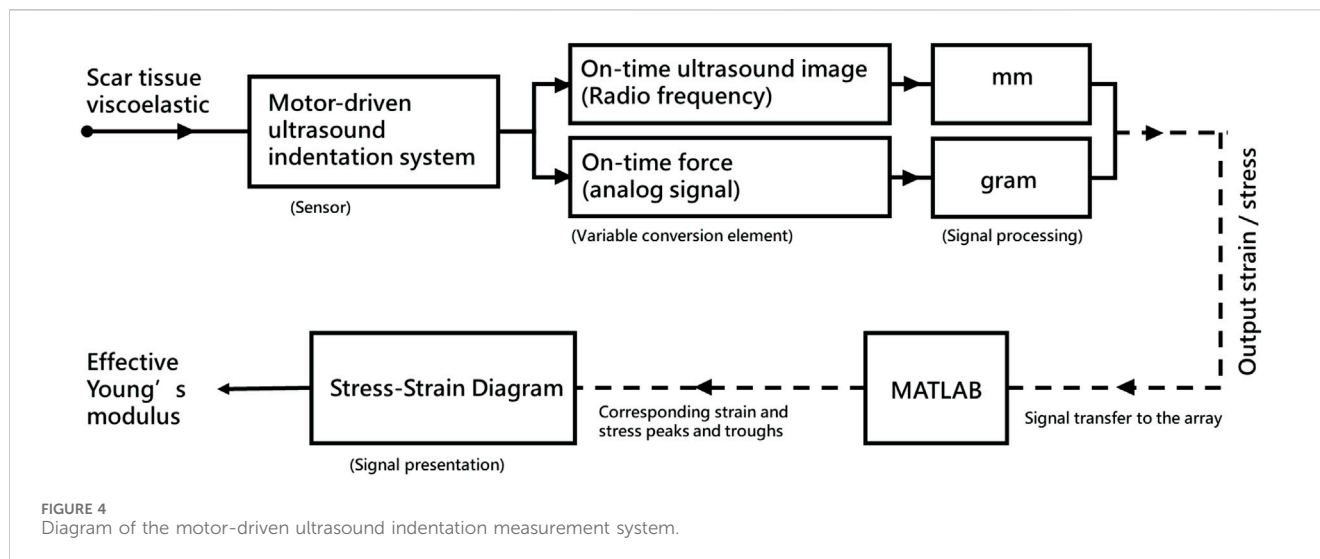 Scar tissue
viscoelastic
Motor-driven
ultrasound
indentation system
(Sensor)
On-time ultrasound image
(Radio frequency)
On-time force
(analog signal)
(Variable conversion element)
mm
gram
(Signal processing)
Output strain / stress
Signal transfer to the array
MATLAB
Corresponding strain and
stress peaks and troughs
Stress-Strain Diagram
(Signal presentation)
Effective
Young’ s
modulus
FIGURE 4
Diagram of the motor-driven ultrasound indentation measurement system.